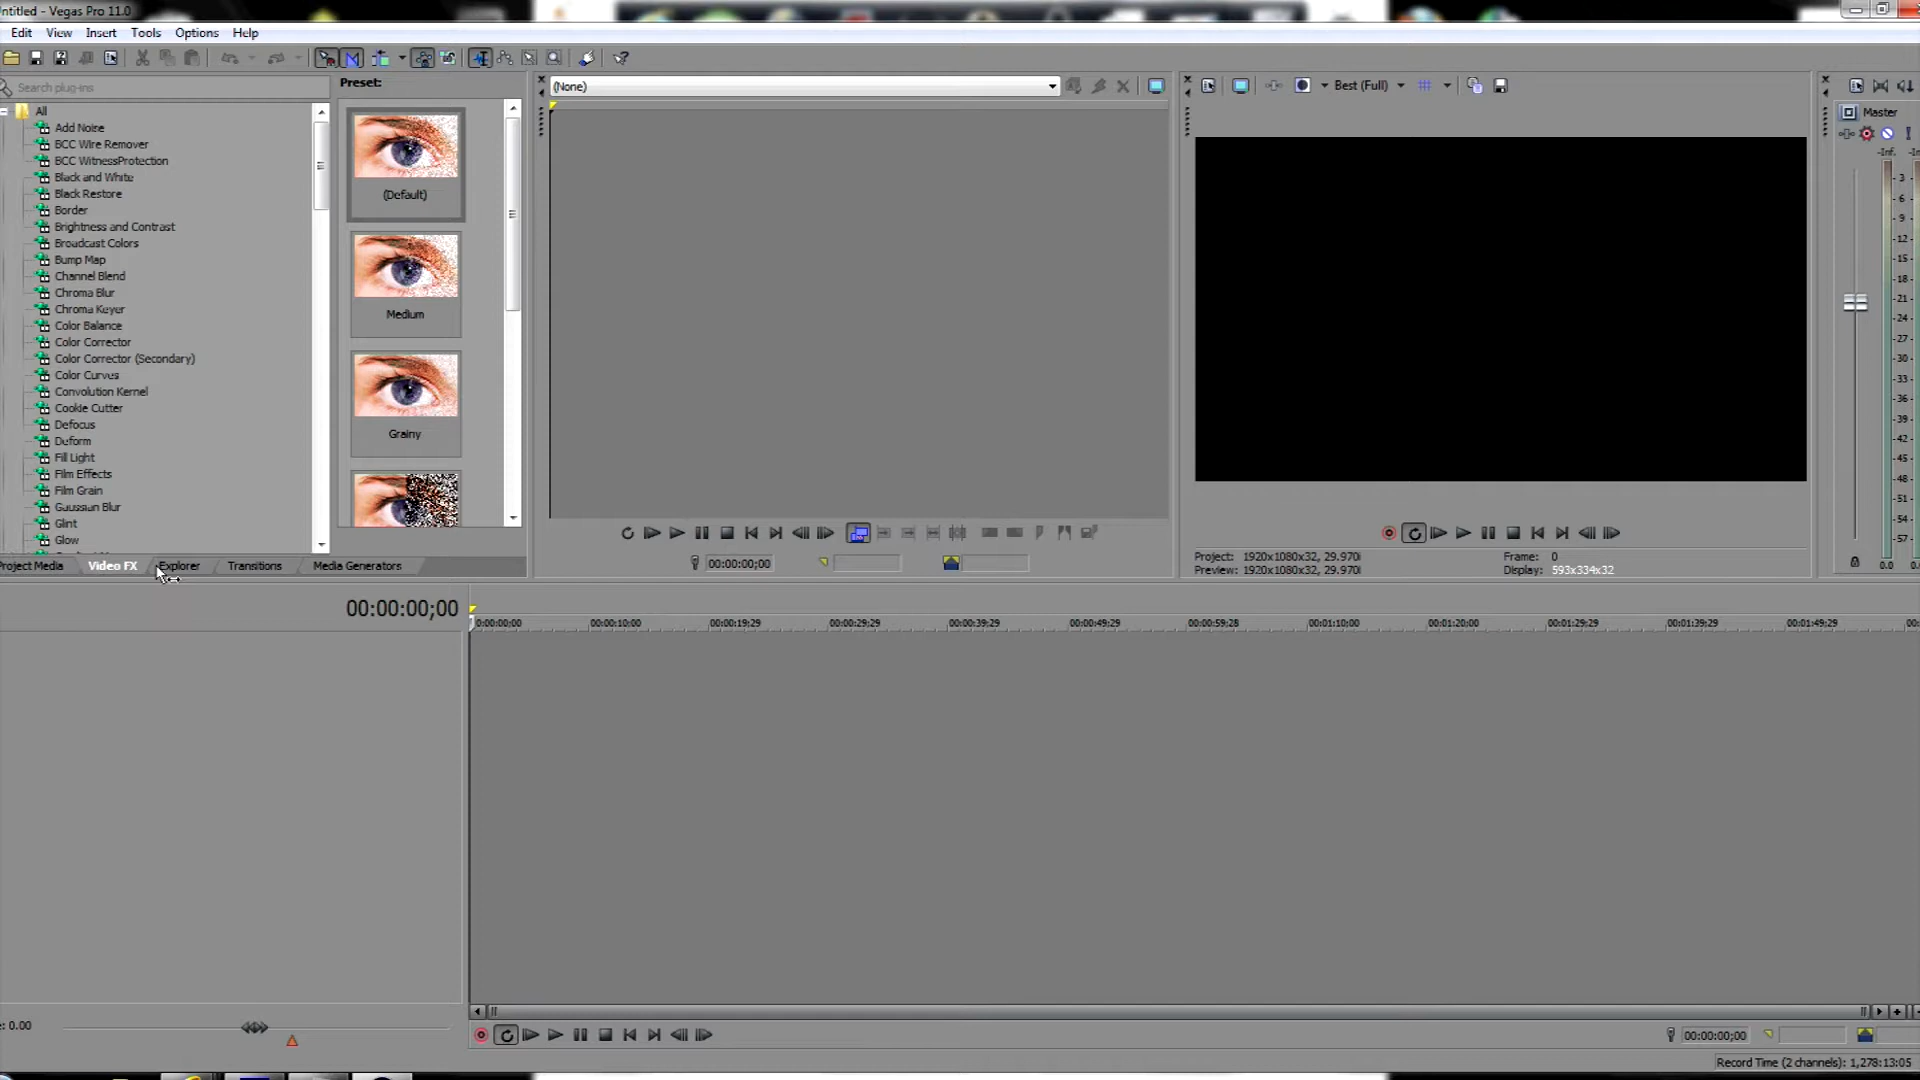 ntitled - Vegas Pro 11.0
Edit View Insert Tools Options Help
Search plug-ins
All
Add Noise
BCC Wire Remover
BCC WitnessProtection
Black and White
Black Restore
Border
Brightness and Contrast
Broadcast Colors
Bump Map
Channel Blend
Chroma Blur
Chroma Keyer
Color Balance
Color Corrector
Color Corrector (Secondary)
Color Curves
Convolution Kernel
Cookie Cutter
Defocus
Deform
Fill Light
Film Effects
Film Grain
Gaussian Blur
Glint
Glow
Preset:
(Default)
Medium
Grainy
roject Media Video FX Explorer Transitions Media Generators
(None)
00:00:00;00
Best (Full)
Project: 1920x1080x32, 29.970i
Preview: 1920x1080x32, 29.970i
Frame: 0
Display: 593x334x32
Master
-Inf.
3
6
9
12
15
18
21
24
27
30
33
36
39
42
45
48
51
54
57
0.0 0.0
00:00:00;00
0:00:00;00 00:00:10;00 00:00:19;29 00:00:29;29 00:00:39;29 00:00:49;29 00:00:59;28 00:01:10;00 00:01:20;00 00:01:29;29 00:01:39;29 00:01:49;29 00:
: 0.00
00:00:00;00
Record Time (2 channels): 1,278:13:05